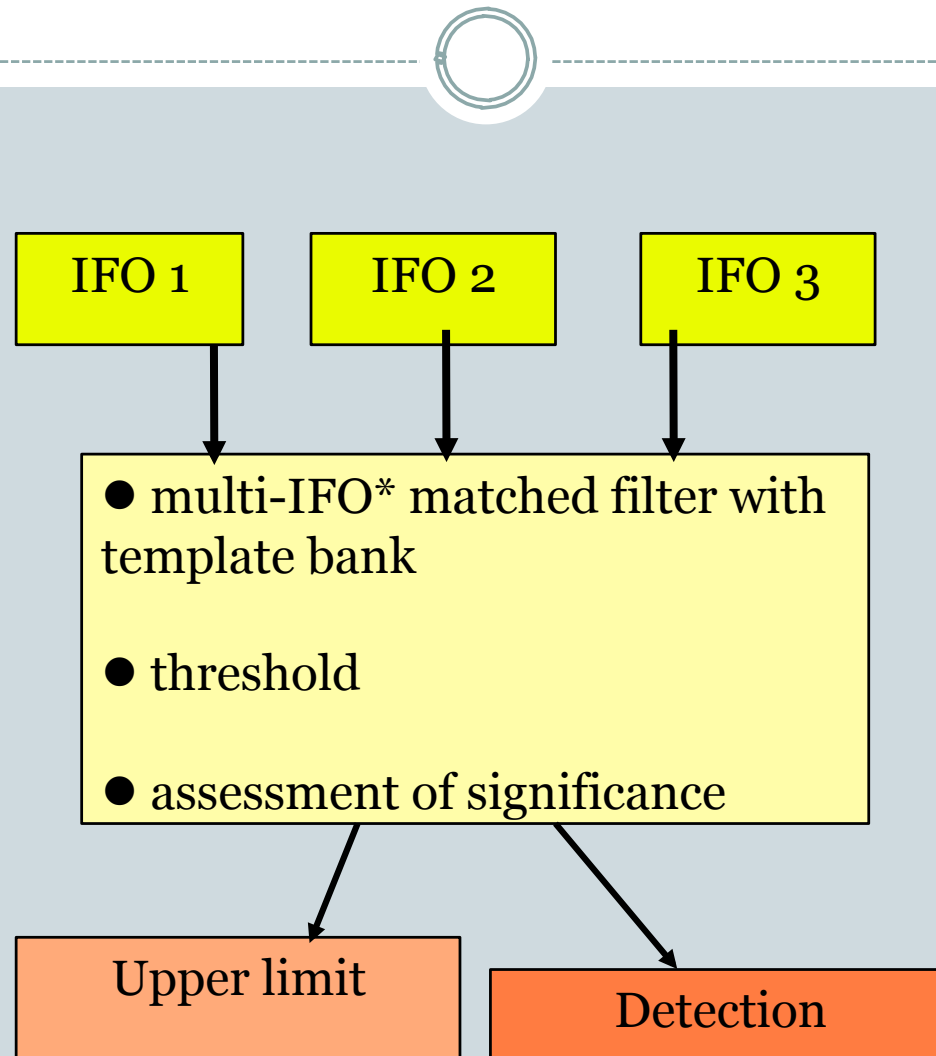 IFO 1
IFO 2
IFO 3
● multi-IFO* matched filter with
template bank
● threshold
● assessment of significance
Upper limit
Detection